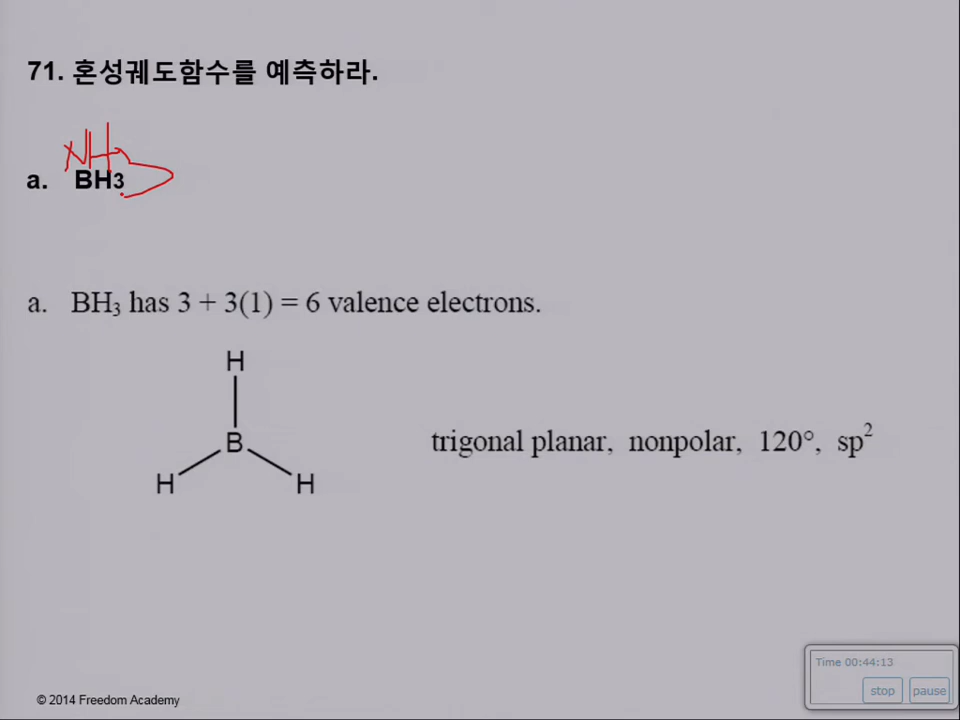 71. 혼성궤도함수를 예측하라.
NH3
a. BH3
a. BH₃ has 3 + 3(1) = 6 valence electrons.
H
B
H H
trigonal planar, nonpolar, 120°, sp²
Time 00:44:13
stop pause
© 2014 Freedom Academy